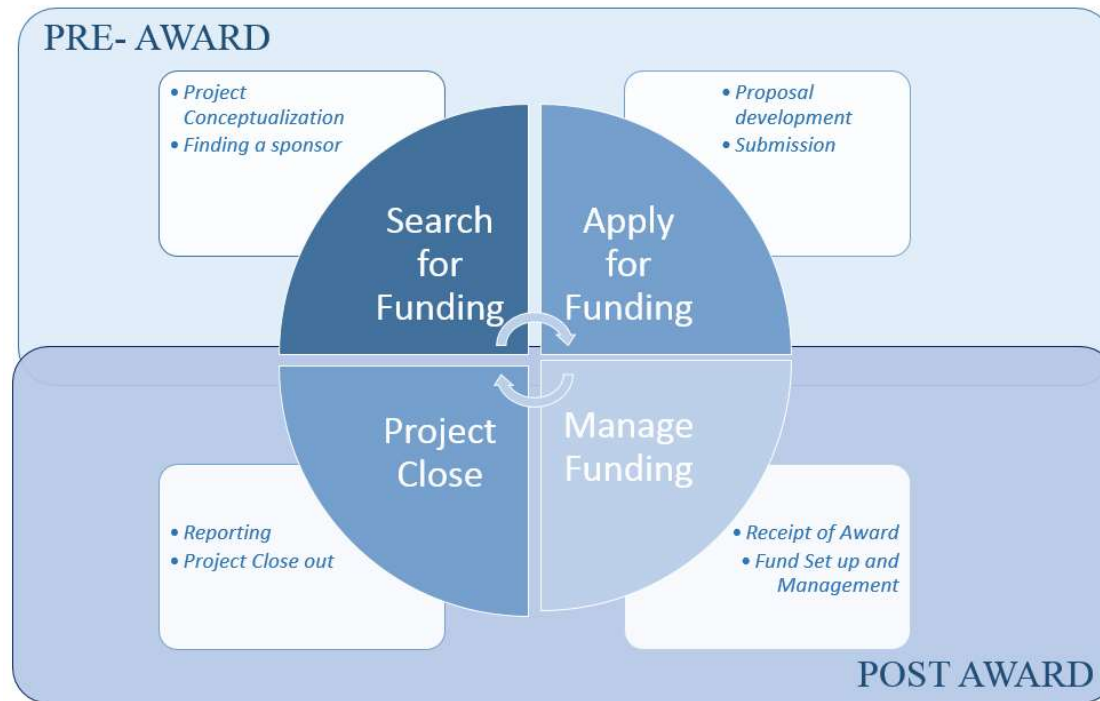 PRE- AWARD
• Project
Conceptualization
• Finding a sponsor
• Proposal
development
• Submission
Search
for
Funding
Apply
for
Funding
Project
Close
Manage
Funding
• Reporting
• Project Close out
• Receipt of Award
• Fund Set up and
Management
POST AWARD